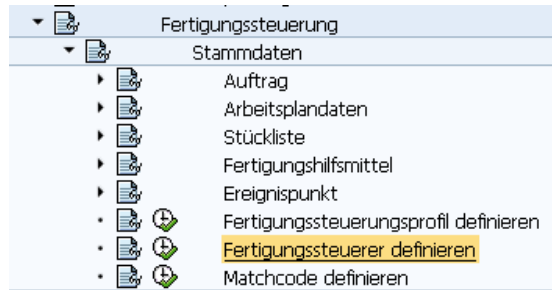 Fertigungssteuerung
Stammdaten
Auftrag
Arbeitsplandaten
Stückliste
Fertigungshilfsmittel
Ereignispunkt
Fertigungssteuerungsprofil definieren
Fertigungssteuerer definieren
Matchcode definieren